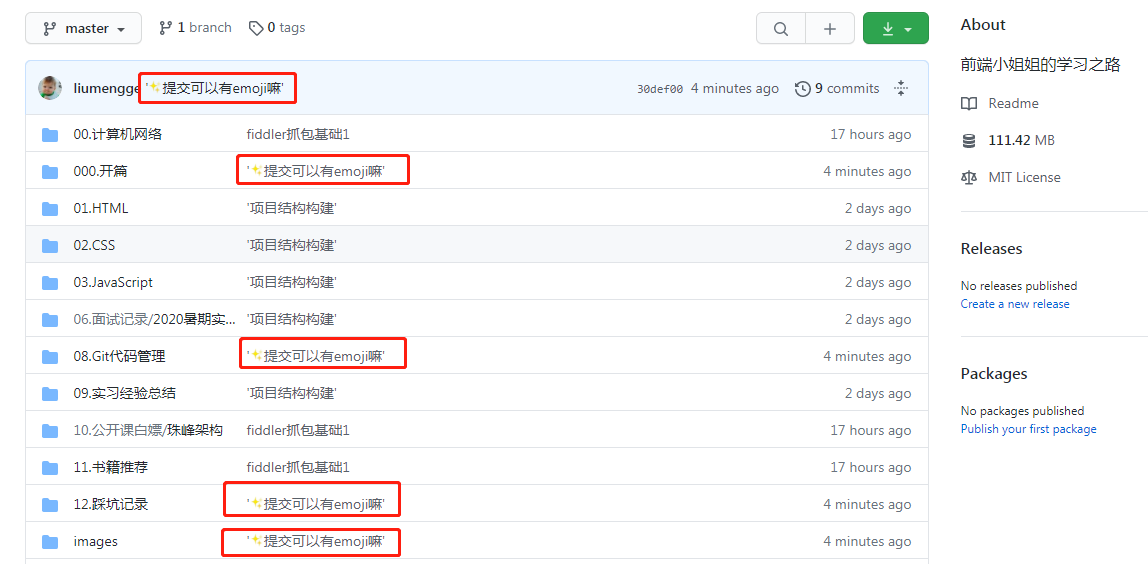 master 1 branch 0 tags
liumengge '✨提交可以有emoji嘛' 30def00 4 minutes ago 9 commits
00.计算机网络 fiddler抓包基础1 17 hours ago
000.开篇 '✨提交可以有emoji嘛' 4 minutes ago
01.HTML '项目结构构建' 2 days ago
02.CSS '项目结构构建' 2 days ago
03.JavaScript '项目结构构建' 2 days ago
06.面试记录/2020暑期实... '项目结构构建' 2 days ago
08.Git代码管理 '✨提交可以有emoji嘛' 4 minutes ago
09.实习经验总结 '项目结构构建' 2 days ago
10.公开课白嫖/珠峰架构 fiddler抓包基础1 17 hours ago
11.书籍推荐 fiddler抓包基础1 17 hours ago
12.踩坑记录 '✨提交可以有emoji嘛' 4 minutes ago
images '✨提交可以有emoji嘛' 4 minutes ago
About
前端小姐姐的学习之路
Readme
111.42 MB
MIT License
Releases
No releases published
Create a new release
Packages
No packages published
Publish your first package